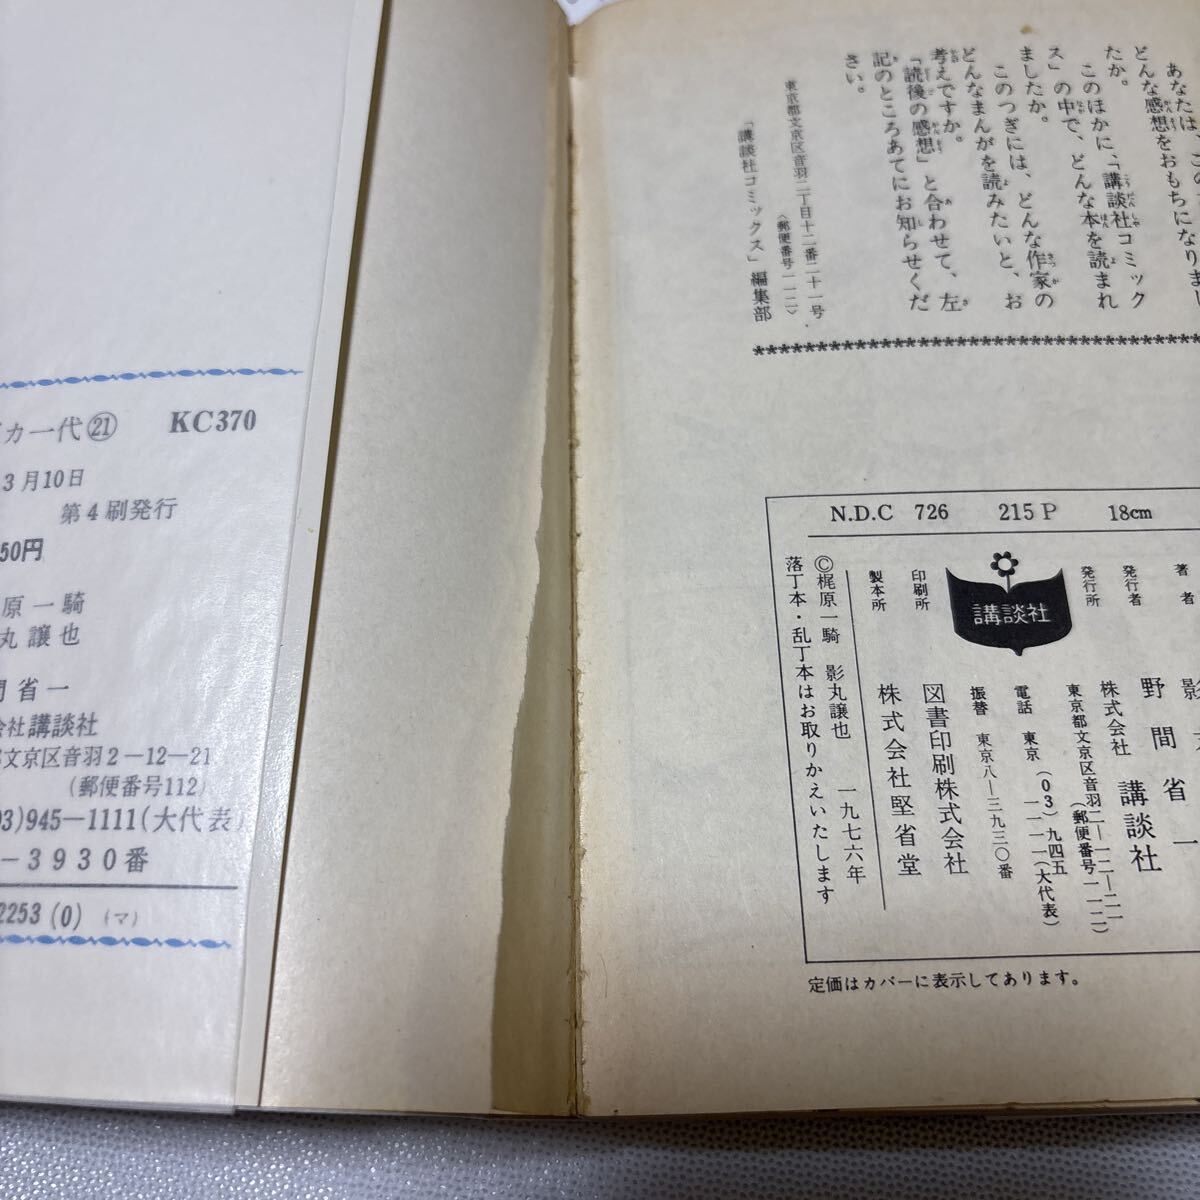 カ一代㉑ KC370
3月10日
第4刷発行
50円
原一騎
丸譲也
省一
会社講談社
文京区音羽2－12－21
(郵便番号112)
03)945－1111(大代表)
－3930番
2253 (0) (マ)
あなたは、この
どんな感想をおもちになりまし
たか。
このほかに、「講談社コミック
ス」の中で、どんな本を読まれ
ましたか。
このつぎには、どんな作家の
どんなまんがを読みたいと、お
考えですか。
「読後の感想」と合わせて、左
記のところあてにお知らせくだ
さい。
東京都文京区音羽二丁目十二番二十一号
(郵便番号一一二)
「講談社コミックス」編集部
N.D.C 726 215P 18cm
著者
影
発行者 野間省一
発行所 株式会社 講談社
東京都文京区音羽二―一二―二一
(郵便番号一一二)
電話 東京(03)九四五
一一一一(大代表)
振替 東京八―三九三〇番
講談社
印刷所 図書印刷株式会社
製本所 株式会社堅省堂
©梶原一騎 影丸譲也 一九七六年
落丁本・乱丁本はお取りかえいたします
定価はカバーに表示してあります。